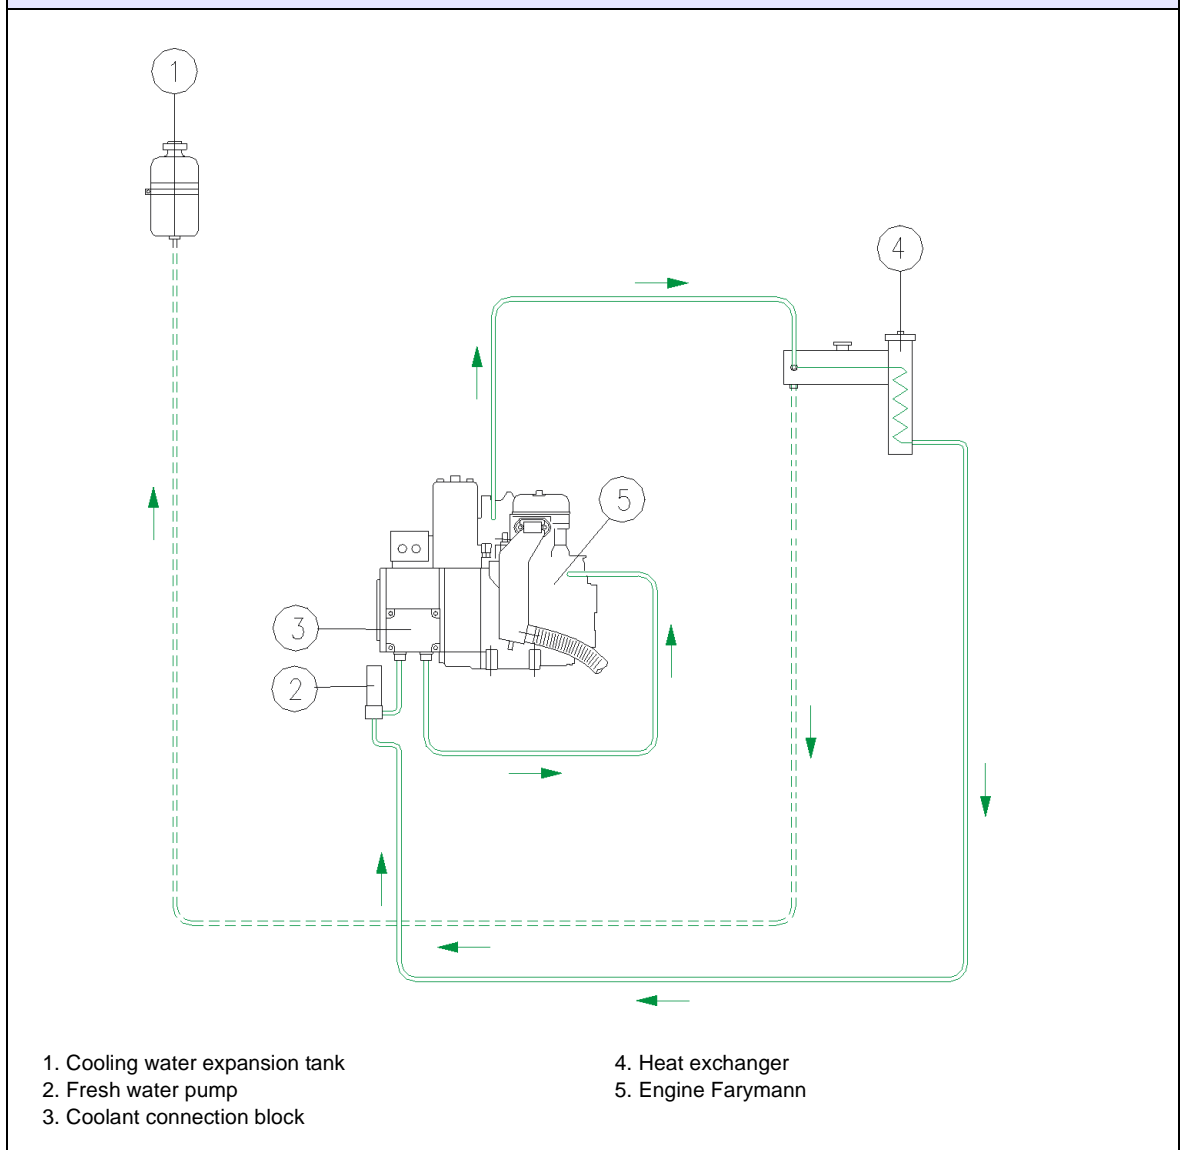 1
4
5
3
2
1. Cooling water expansion tank
2. Fresh water pump
3. Coolant connection block
4. Heat exchanger
5. Engine Farymann